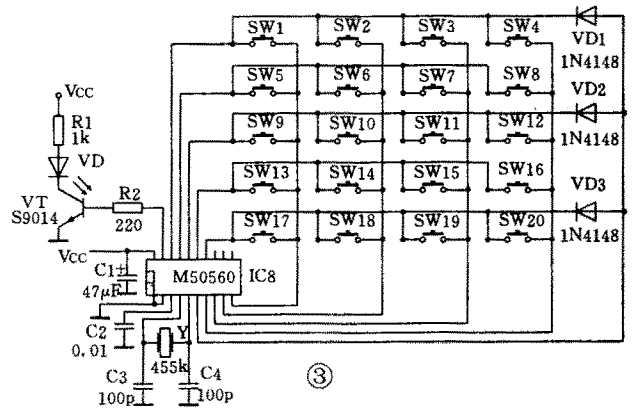 SW1 SW2 SW3 SW4
VD1
1N4148
SW5 SW6 SW7 SW8
VD2
VCC
R1
1k
VD
SW9 SW10 SW11 SW12
1N4148
SW13 SW14 SW15 SW16
VD3
VT
S9014
R2
220
SW17 SW18 SW19 SW20
1N4148
VCC
C1
47μF
M50560
IC8
C2
0.01
Y
455k
C3
100p
C4
100p
③